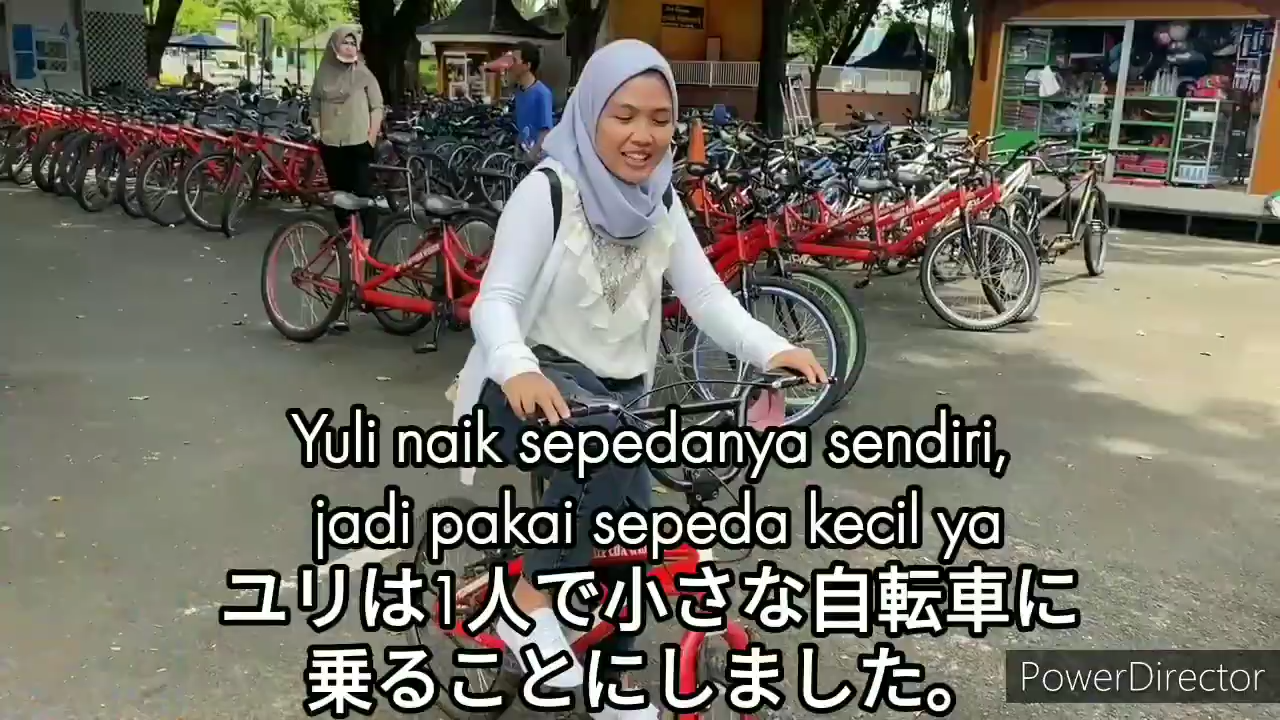 Yuli naik sepedanya sendiri,
jadi pakai sepeda kecil ya
ユリは1人で小さな自転車に
乗ることにしました。
PowerDirector
4